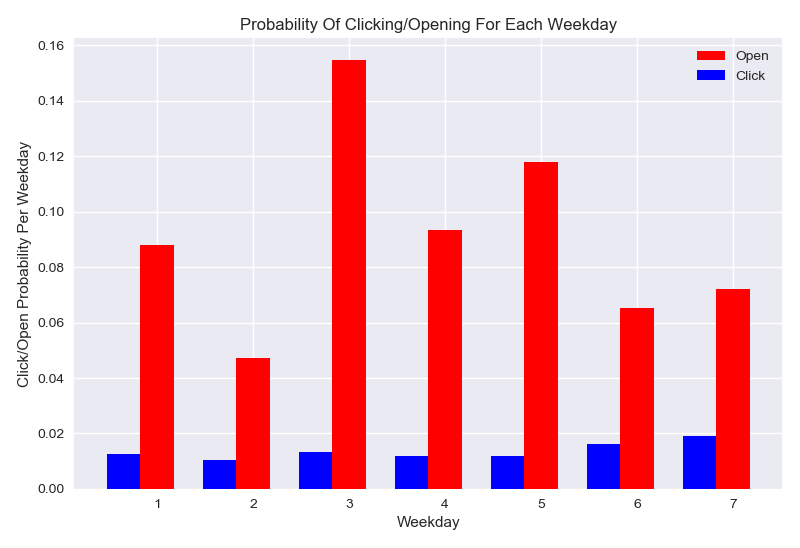 Probability Of Clicking/Opening For Each Weekday
Open
Click
Click/Open Probability Per Weekday
0.16
0.14
0.12
0.10
0.08
0.06
0.04
0.02
0.00
1 2 3 4 5 6 7
Weekday